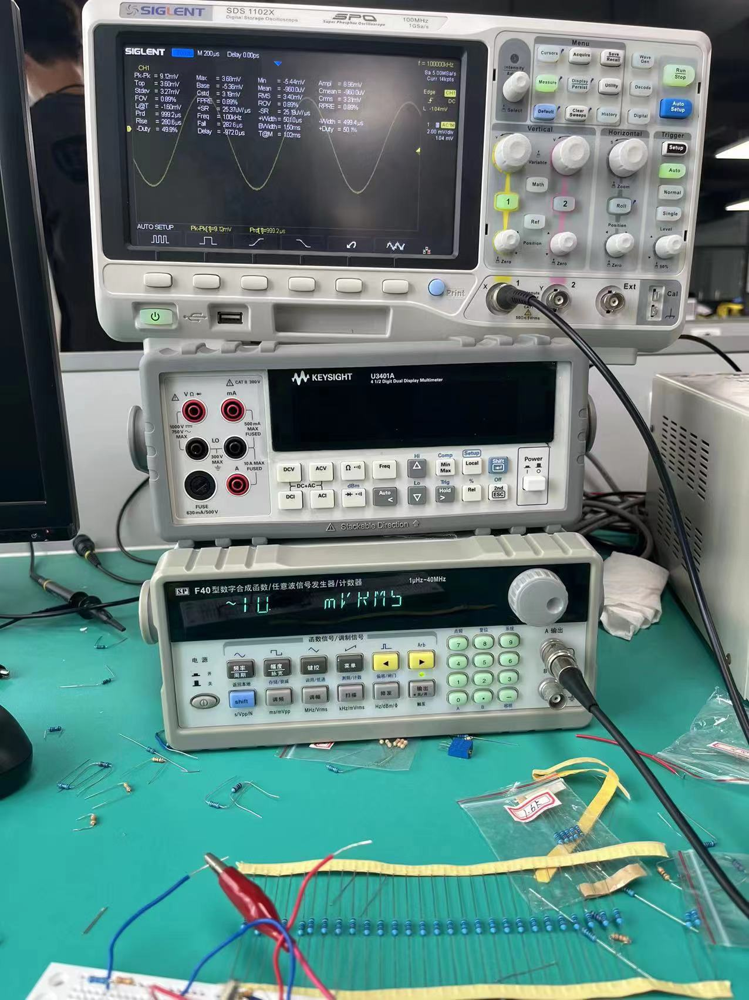 SIGLENT SDS 1102X
Digital Storage Oscilloscope
SPO
Super Phosphor Oscilloscope
100MHz
1GSa/s
SIGLENT M 200µs Delay 0.00µs
f = 100000kHz
Sa 5.00MSa/s
Curr 14kpts
Edge CH1
DC
L -1.04mV
1 AC1M
2.00 mV/div
1.04 mV
CH1
Pk-Pk = 9.12mV Max = 3.68mV Min = -5.44mV Ampl = 8.96mV
Top = 3.60mV Base = -5.36mV Mean = -960.0uV Cmean = -960.0uV
Stdev = 3.27mV Cstd = 3.19mV RMS = 3.40mV Crms = 3.31mV
FOV = 0.89% FPRE = 0.89% ROV = 0.89% RPRE = 0.89%
L@T = -1.60mV +SR = 25.37uV/µs -SR = 25.19uV/µs
Prd = 999.2µs Freq = 1.00kHz +Width = 501.0µs -Width = 499.4µs
Rise = 280.6µs Fall = 282.6µs BWidth = 1.50ms +Duty = 50.1%
-Duty = 49.9% Delay = -972.0µs T@M = 1.02ms
AUTO SETUP Pk-Pk[1]=9.12mV Prd[1]=999.2µs
Print
Intensity
Select
Menu
Cursors Acquire Save Recall Wave Gen
Run Stop
Measure Display/Persist Utility Decode
Auto Setup
Default Clear Sweeps History Digital
Vertical Horizontal Trigger
Setup
Variable
Zoom
Auto
Math
Normal
1 2 Roll
Single
Ref
Position Position Level
Zero Zero Zero 50%
X 1 Y 2 Ext Cal
50Ω≤5Vrms
KEYSIGHT U3401A
4 1/2 Digit Dual Display Multimeter
CAT II 300V
V Ω mA
1000V
750V
MAX
500mA
MAX
FUSED
LO
300V
MAX
10A MAX
FUSED
A
FUSE
630mA/500V
Hi Comp Setup
DCV ACV Ω Freq Min Max Local Shift
Power
DC+AC
dBm Lo Trig % Off
DCI ACI Auto Hold Rel 2nd ESC
Stackable Direction
F40型数字合成函数/任意波信号发生器/计数器 1µHz-40MHz
~10. mVRMS
函数信号/调制信号
Arb
点频 复位 系统
A 输出
电 源
开
关
频率 周期 幅度 脉宽 键控 菜单
7 8 9
返回本地 存储/衰减 调用/低通 测频/计数 偏移/闸门
4 5 6
B
shift 调频 调幅 扫描 猝发 输出
1 2 3
s/Vpp/N ms/mVpp MHz/Vrms kHz/mVrms Hz/dBm/Φ 触发
0 • −
A B
1.6K